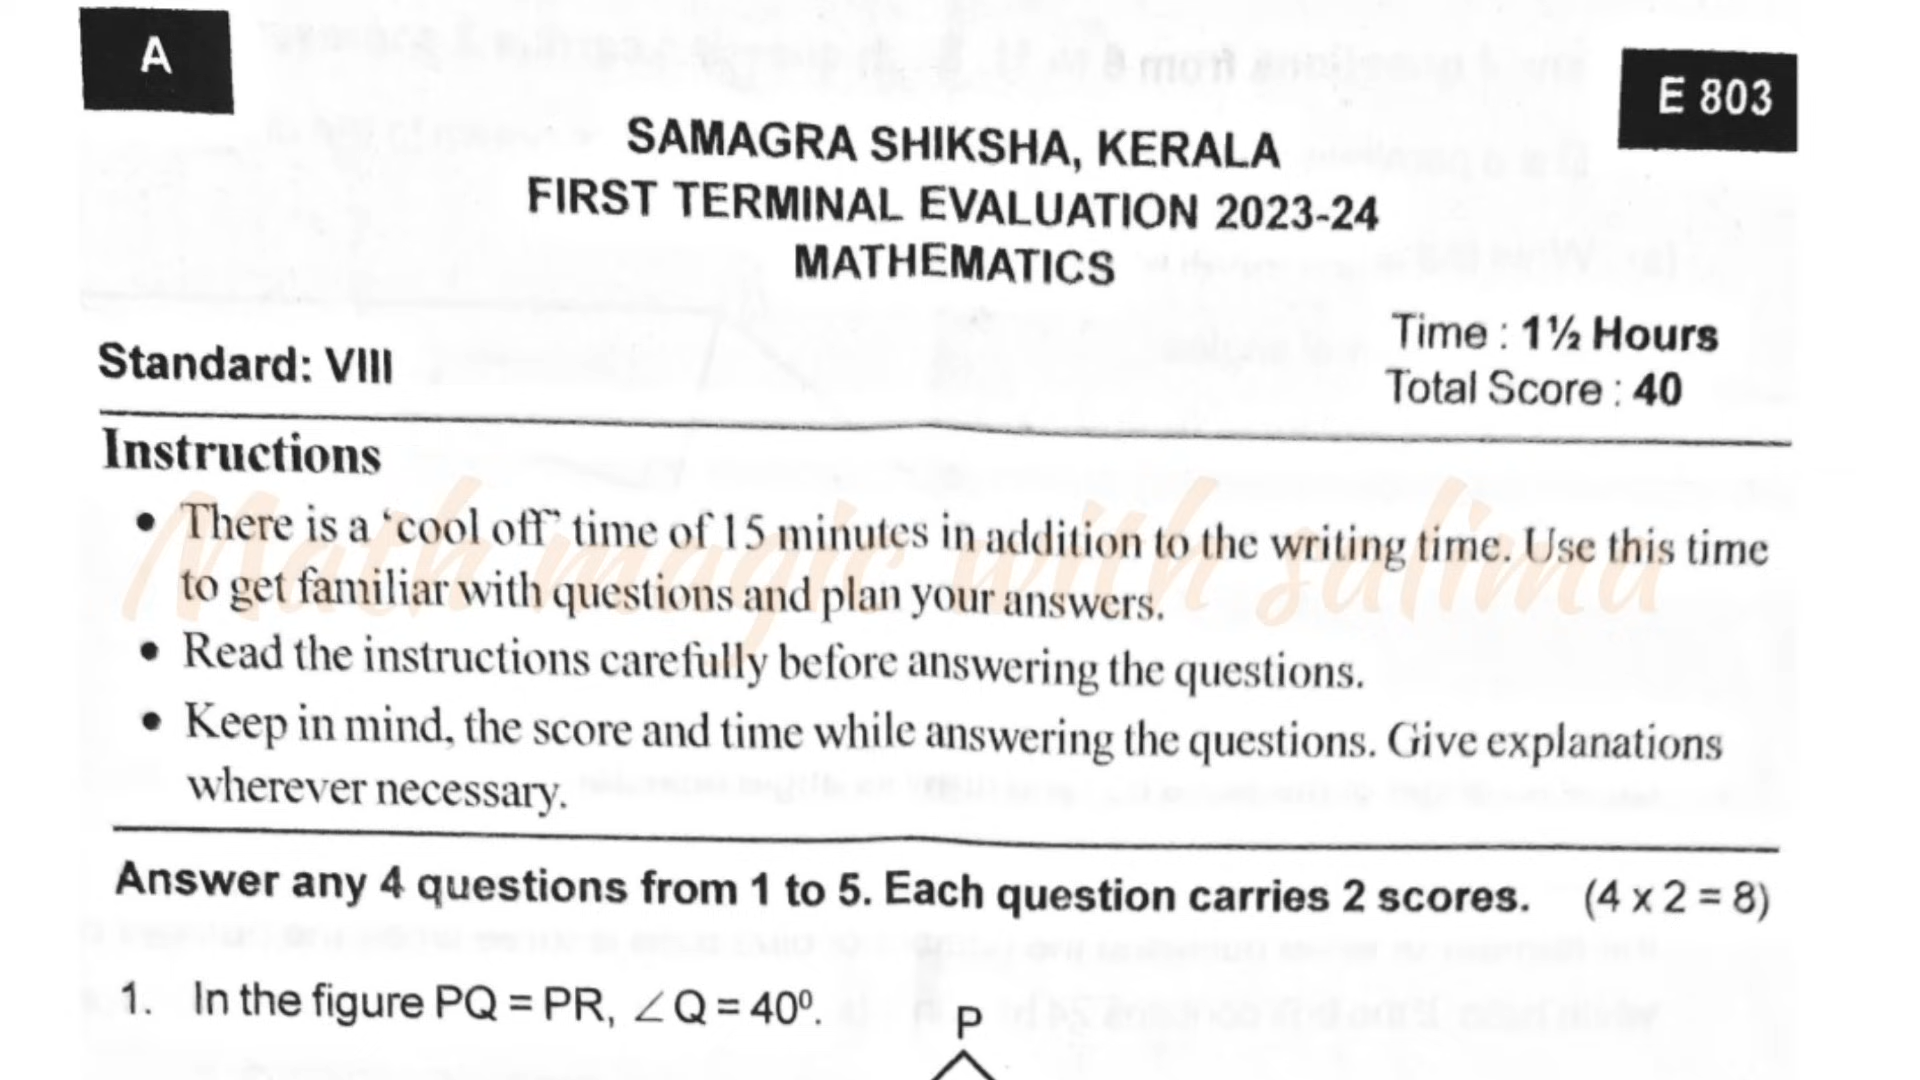 A
E 803
SAMAGRA SHIKSHA, KERALA
FIRST TERMINAL EVALUATION 2023-24
MATHEMATICS
Time : 1½ Hours
Standard: VIII
Total Score : 40
Instructions
• There is a ‘cool off’ time of 15 minutes in addition to the writing time. Use this time
to get familiar with questions and plan your answers.
Math magic with salima
• Read the instructions carefully before answering the questions.
• Keep in mind, the score and time while answering the questions. Give explanations
wherever necessary.
Answer any 4 questions from 1 to 5. Each question carries 2 scores. (4 x 2 = 8)
1. In the figure PQ = PR, ∠Q = 40⁰.
P